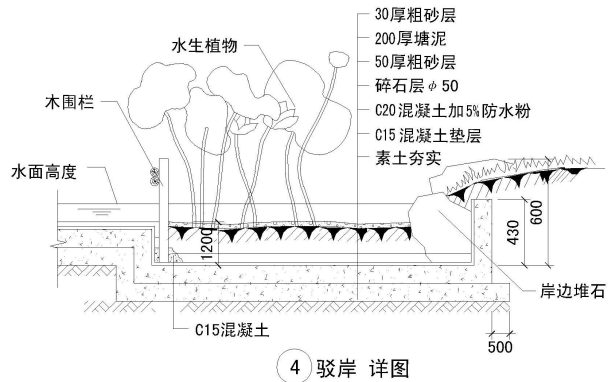 30厚粗砂层
200厚塘泥
50厚粗砂层
碎石层φ50
C20混凝土加5%防水粉
C15混凝土垫层
素土夯实
水生植物
木围栏
水面高度
1200
430
600
岸边堆石
C15混凝土
500
4 驳岸 详图